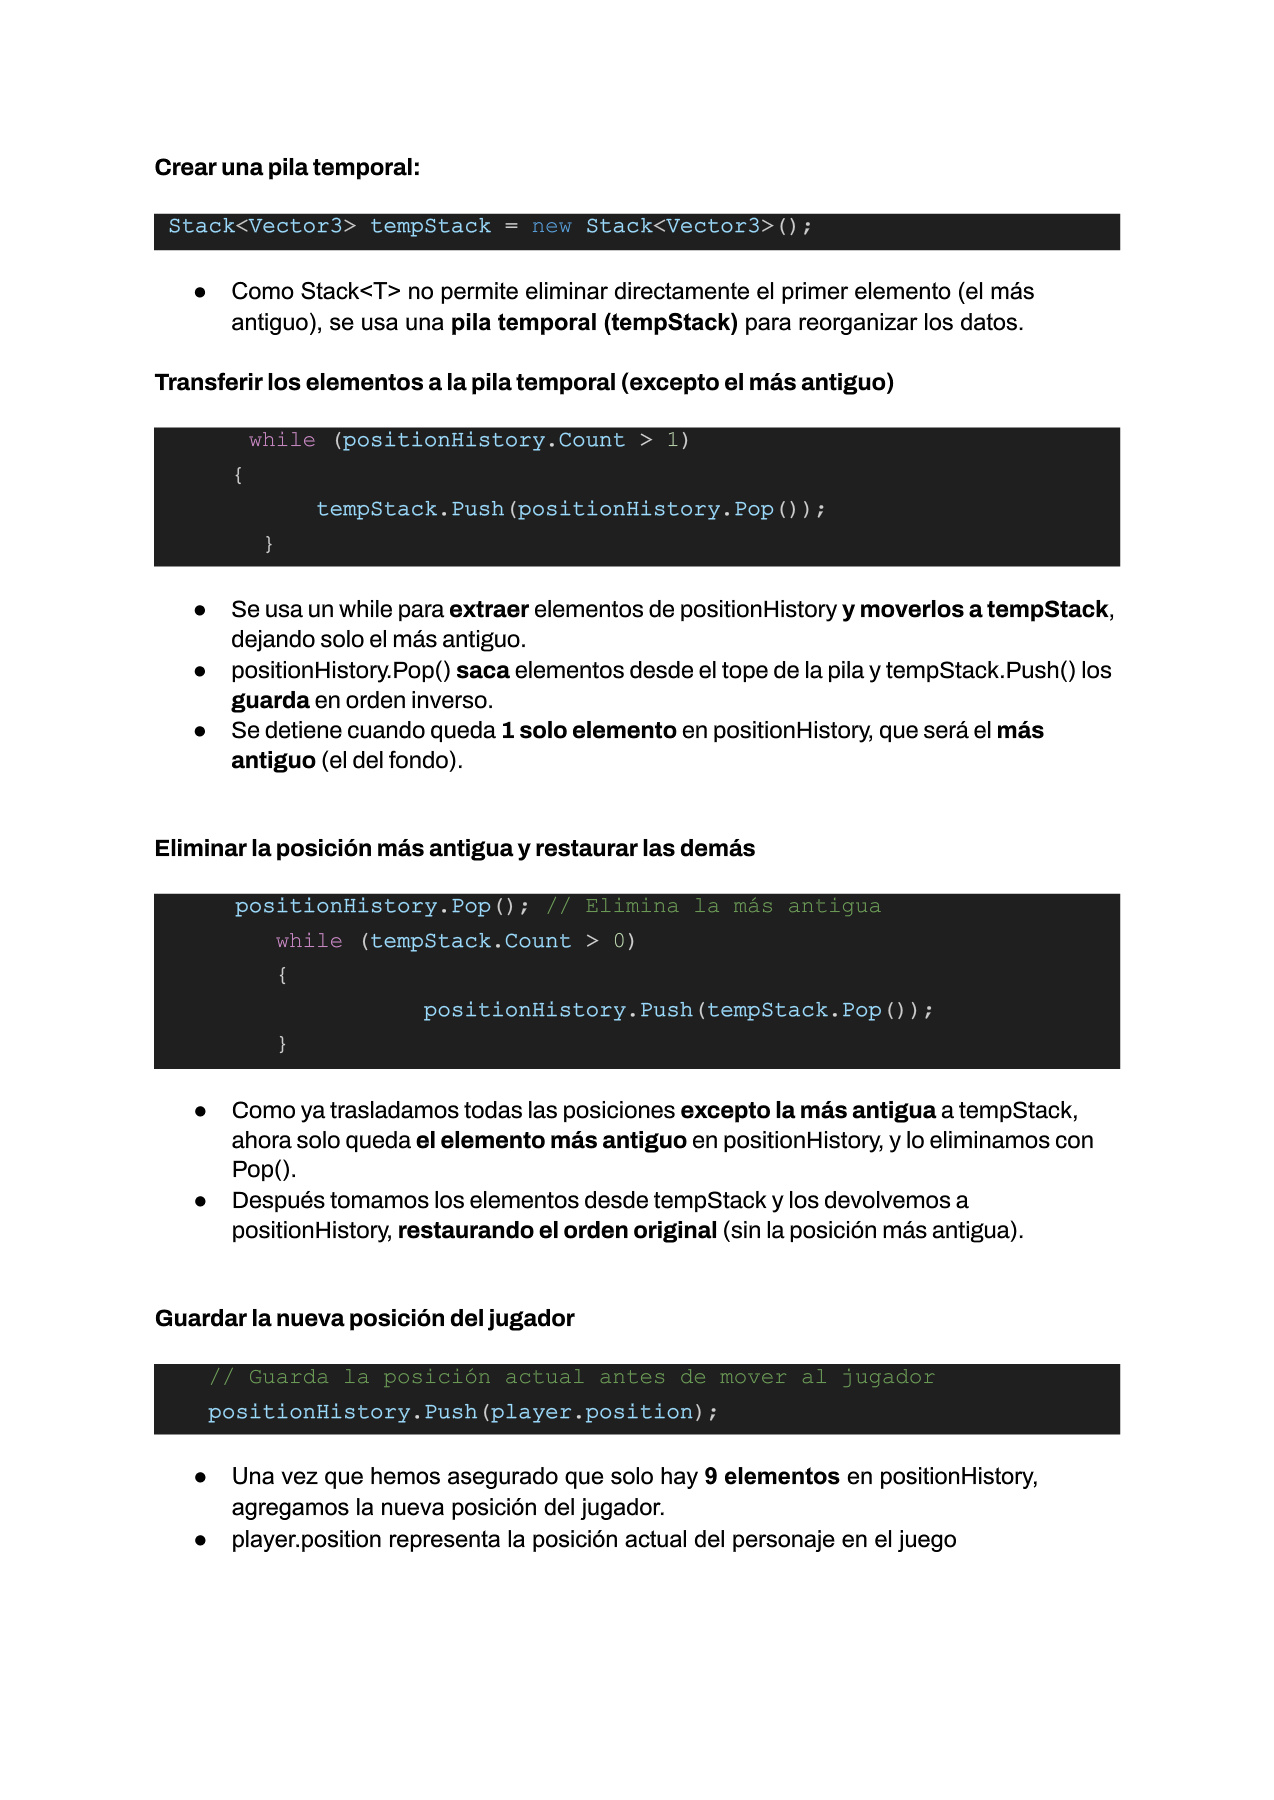 Crear una pila temporal:
Stack<Vector3> tempStack = new Stack<Vector3>();
● Como Stack<T> no permite eliminar directamente el primer elemento (el más
antiguo), se usa una pila temporal (tempStack) para reorganizar los datos.
Transferir los elementos a la pila temporal (excepto el más antiguo)
while (positionHistory.Count > 1)
{
tempStack.Push(positionHistory.Pop());
}
● Se usa un while para extraer elementos de positionHistory y moverlos a tempStack,
dejando solo el más antiguo.
● positionHistory.Pop() saca elementos desde el tope de la pila y tempStack.Push() los
guarda en orden inverso.
● Se detiene cuando queda 1 solo elemento en positionHistory, que será el más
antiguo (el del fondo).
Eliminar la posición más antigua y restaurar las demás
positionHistory.Pop(); // Elimina la más antigua
while (tempStack.Count > 0)
{
positionHistory.Push(tempStack.Pop());
}
● Como ya trasladamos todas las posiciones excepto la más antigua a tempStack,
ahora solo queda el elemento más antiguo en positionHistory, y lo eliminamos con
Pop().
● Después tomamos los elementos desde tempStack y los devolvemos a
positionHistory, restaurando el orden original (sin la posición más antigua).
Guardar la nueva posición del jugador
// Guarda la posición actual antes de mover al jugador
positionHistory.Push(player.position);
● Una vez que hemos asegurado que solo hay 9 elementos en positionHistory,
agregamos la nueva posición del jugador.
● player.position representa la posición actual del personaje en el juego